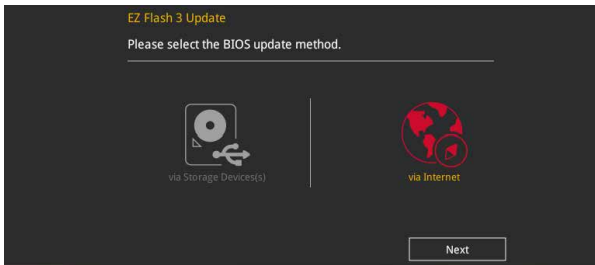 EZ Flash 3 Update
Please select the BIOS update method.
via Storage Devices(s)
via Internet
Next